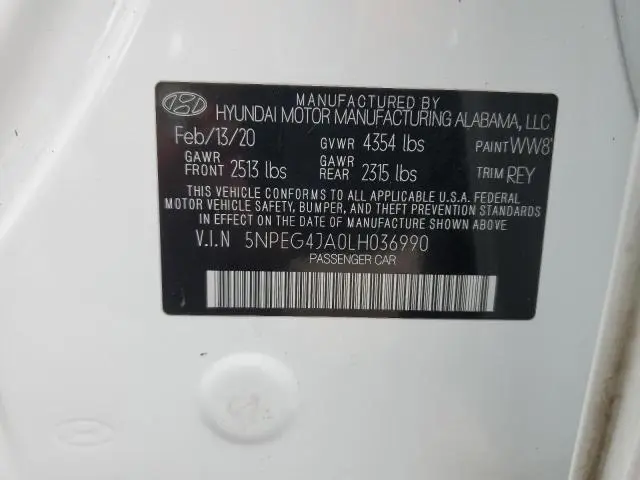 MANUFACTURED BY
HYUNDAI MOTOR MANUFACTURING ALABAMA, LLC
Feb/13/20 GVWR 4354 lbs PAINT WW8
GAWR FRONT 2513 lbs GAWR REAR 2315 lbs TRIM REY
THIS VEHICLE CONFORMS TO ALL APPLICABLE U.S.A. FEDERAL
MOTOR VEHICLE SAFETY, BUMPER, AND THEFT PREVENTION
STANDARDS IN EFFECT ON THE DATE OF MANUFACTURE SHOWN ABOVE
V.I.N 5NPEG4JA0LH036990
PASSENGER CAR